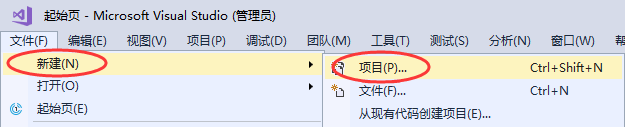 起始页 - Microsoft Visual Studio (管理员)
文件(F) 编辑(E) 视图(V) 项目(P) 调试(D) 团队(M) 工具(T) 测试(S) 分析(N) 窗口(W) 帮助(H)
新建(N) 项目(P)... Ctrl+Shift+N
打开(O) 文件(F)... Ctrl+N
起始页(E) 从现有代码创建项目(E)...